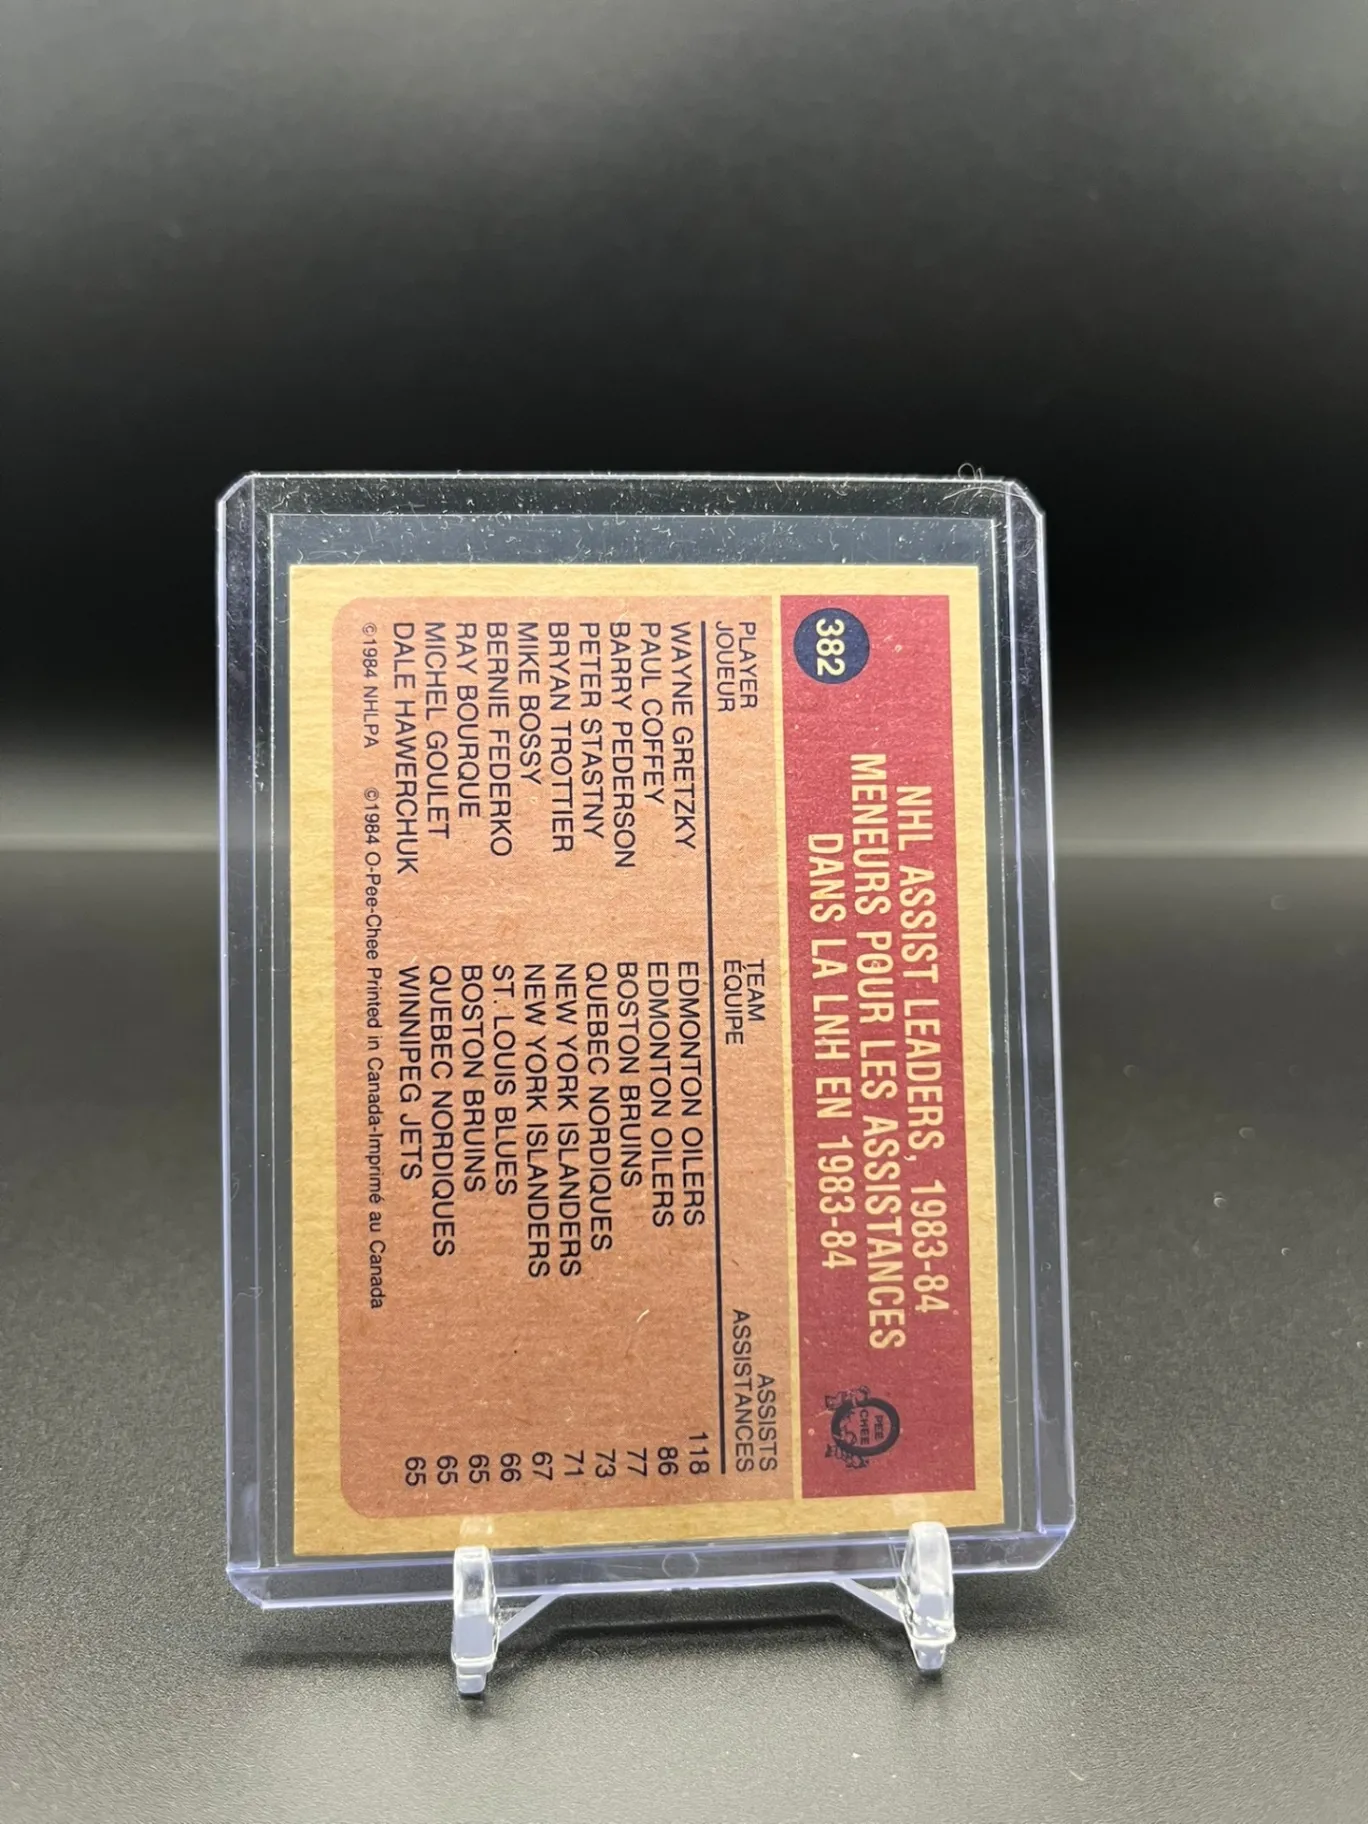 382
NHL ASSIST LEADERS, 1983-84
MENEURS POUR LES ASSISTANCES
DANS LA LNH EN 1983-84
O PEE CHEE
PLAYER TEAM ASSISTS
JOUEUR ÉQUIPE ASSISTANCES
WAYNE GRETZKY EDMONTON OILERS 118
PAUL COFFEY EDMONTON OILERS 86
BARRY PEDERSON BOSTON BRUINS 77
PETER STASTNY QUEBEC NORDIQUES 73
BRYAN TROTTIER NEW YORK ISLANDERS 71
MIKE BOSSY NEW YORK ISLANDERS 67
BERNIE FEDERKO ST. LOUIS BLUES 66
RAY BOURQUE BOSTON BRUINS 65
MICHEL GOULET QUEBEC NORDIQUES 65
DALE HAWERCHUK WINNIPEG JETS 65
©1984 NHLPA ©1984 O-Pee-Chee Printed in Canada-Imprimé au Canada